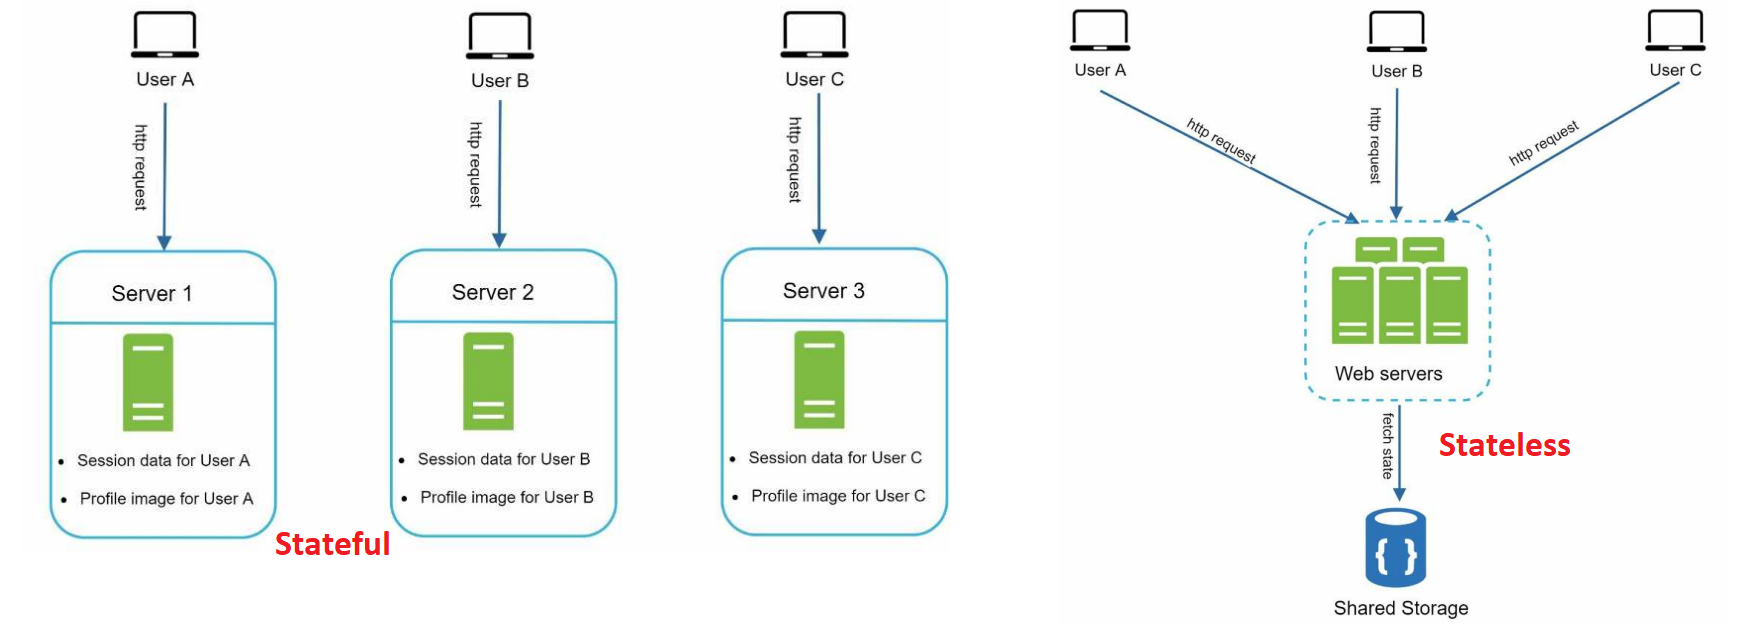 User A
http request
Server 1
• Session data for User A
• Profile image for User A
User B
http request
Server 2
• Session data for User B
• Profile image for User B
User C
http request
Server 3
• Session data for User C
• Profile image for User C
Stateful
User A
User B
User C
http request
http request
http request
Web servers
fetch state
Stateless
{ }
Shared Storage